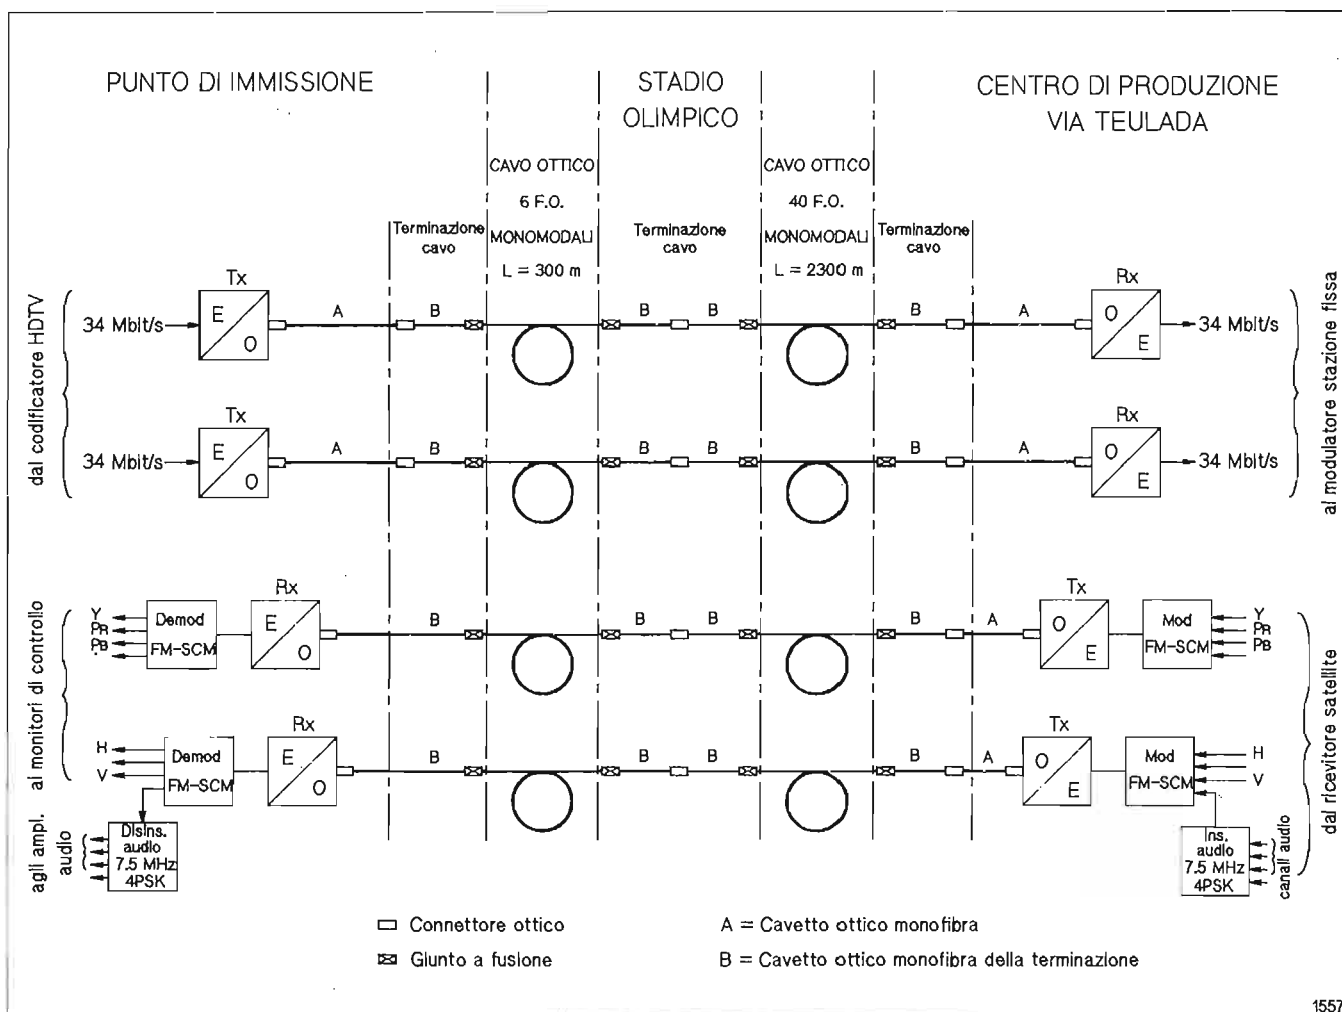 PUNTO DI IMMISSIONE
STADIO
OLIMPICO
CENTRO DI PRODUZIONE
VIA TEULADA
CAVO OTTICO
6 F.O.
MONOMODALI
L = 300 m
CAVO OTTICO
40 F.O.
MONOMODALI
L = 2300 m
Terminazione
cavo
Terminazione
cavo
Terminazione
cavo
dal codificatore HDTV
Tx
34 Mbit/s
E
O
A
B
B
B
B
A
Rx
O
E
34 Mbit/s
Tx
34 Mbit/s
E
O
A
B
B
B
B
A
Rx
O
E
34 Mbit/s
al modulatore stazione fissa
ai monitori di controllo
Y
PR
PB
Demod
FM-SCM
Rx
E
O
B
B
B
B
A
Tx
O
E
Mod
FM-SCM
Y
PR
PB
H
V
Demod
FM-SCM
Rx
E
O
B
B
B
B
A
Tx
O
E
Mod
FM-SCM
H
V
dal ricevitore satellite
agli ampl.
audio
Disins.
audio
7.5 MHz
4PSK
Ins.
audio
7.5 MHz
4PSK
canali audio
Connettore ottico
A = Cavetto ottico monofibra
Giunto a fusione
B = Cavetto ottico monofibra della terminazione
1557